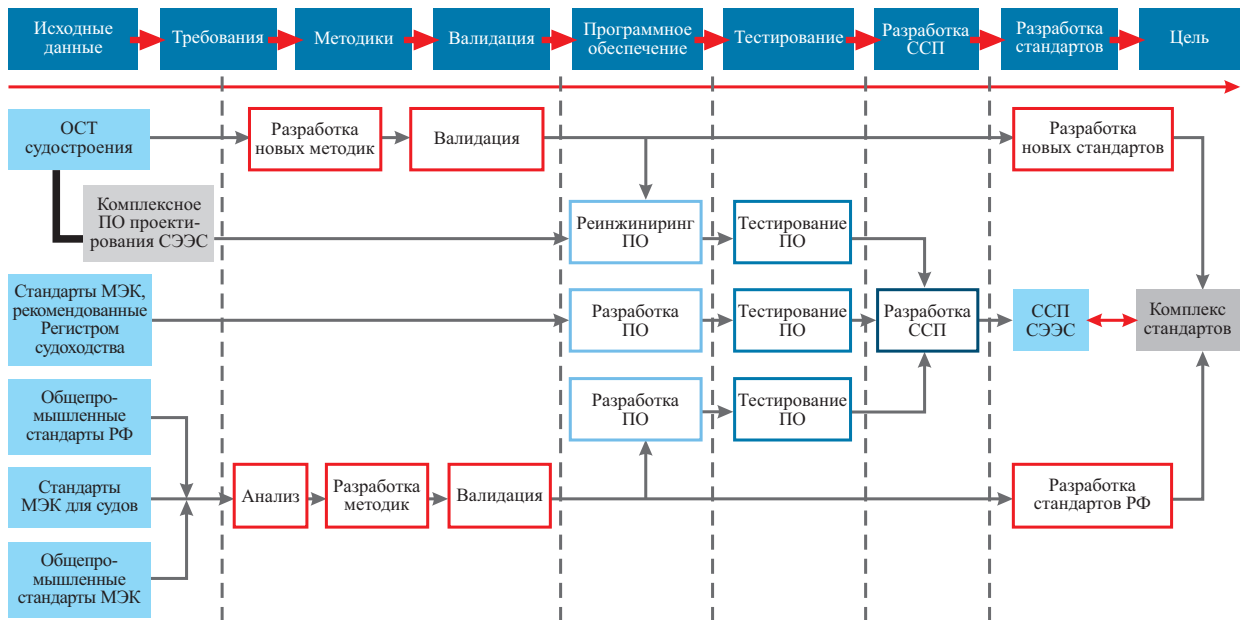 Исходные
данные
Требования
Методики
Валидация
Программное
обеспечение
Тестирование
Разработка
ССП
Разработка
стандартов
Цель
ОСТ
судостроения
Разработка
новых методик
Валидация
Разработка
новых стандартов
Комплексное
ПО проекти-
рования СЭЭС
Реинжиниринг
ПО
Тестирование
ПО
Стандарты МЭК,
рекомендованные
Регистром
судоходства
Разработка
ПО
Тестирование
ПО
Разработка
ССП
ССП
СЭЭС
Комплекс
стандартов
Общепро-
мышленные
стандарты РФ
Разработка
ПО
Тестирование
ПО
Стандарты
МЭК для судов
Анализ
Разработка
методик
Валидация
Разработка
стандартов РФ
Общепро-
мышленные
стандарты МЭК